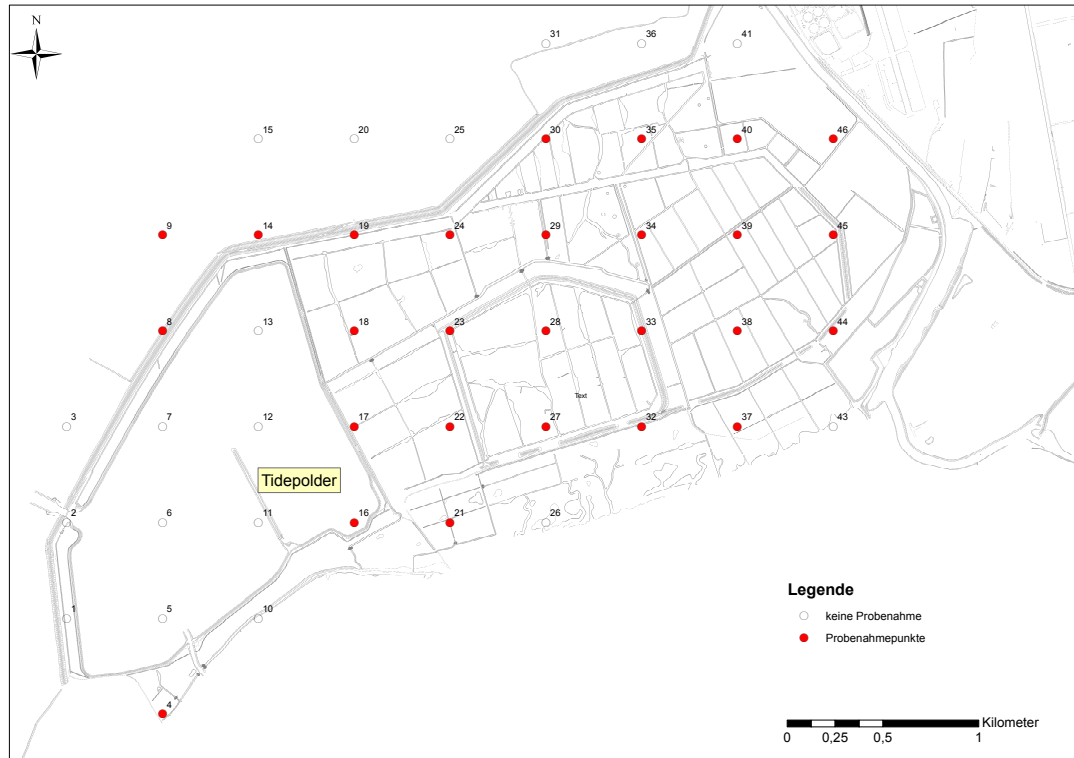 N
31 36 41
15 20 25 30 35 40 46
9 14 19 24 29 34 39 45
8 13 18 23 28 33 38 44
Text
3 7 12 17 22 27 32 37 43
Tidepolder
2 6 11 16 21 26
1 5 10
4
Legende
keine Probenahme
Probenahmepunkte
Kilometer
0 0,25 0,5 1